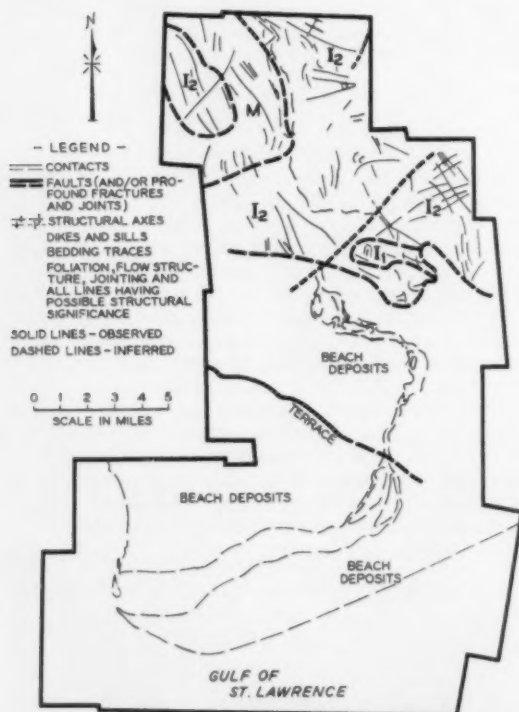 N
– LEGEND –
CONTACTS
FAULTS (AND/OR PRO-
FOUND FRACTURES
AND JOINTS)
STRUCTURAL AXES
DIKES AND SILLS
BEDDING TRACES
FOLIATION, FLOW STRUC-
TURE, JOINTING AND
ALL LINES HAVING
POSSIBLE STRUCTURAL
SIGNIFICANCE
SOLID LINES – OBSERVED
DASHED LINES – INFERRED
0 1 2 3 4 5
SCALE IN MILES
I2
I2
M
I2
I2
I1
BEACH
DEPOSITS
TERRACE
BEACH DEPOSITS
BEACH
DEPOSITS
GULF OF
ST. LAWRENCE